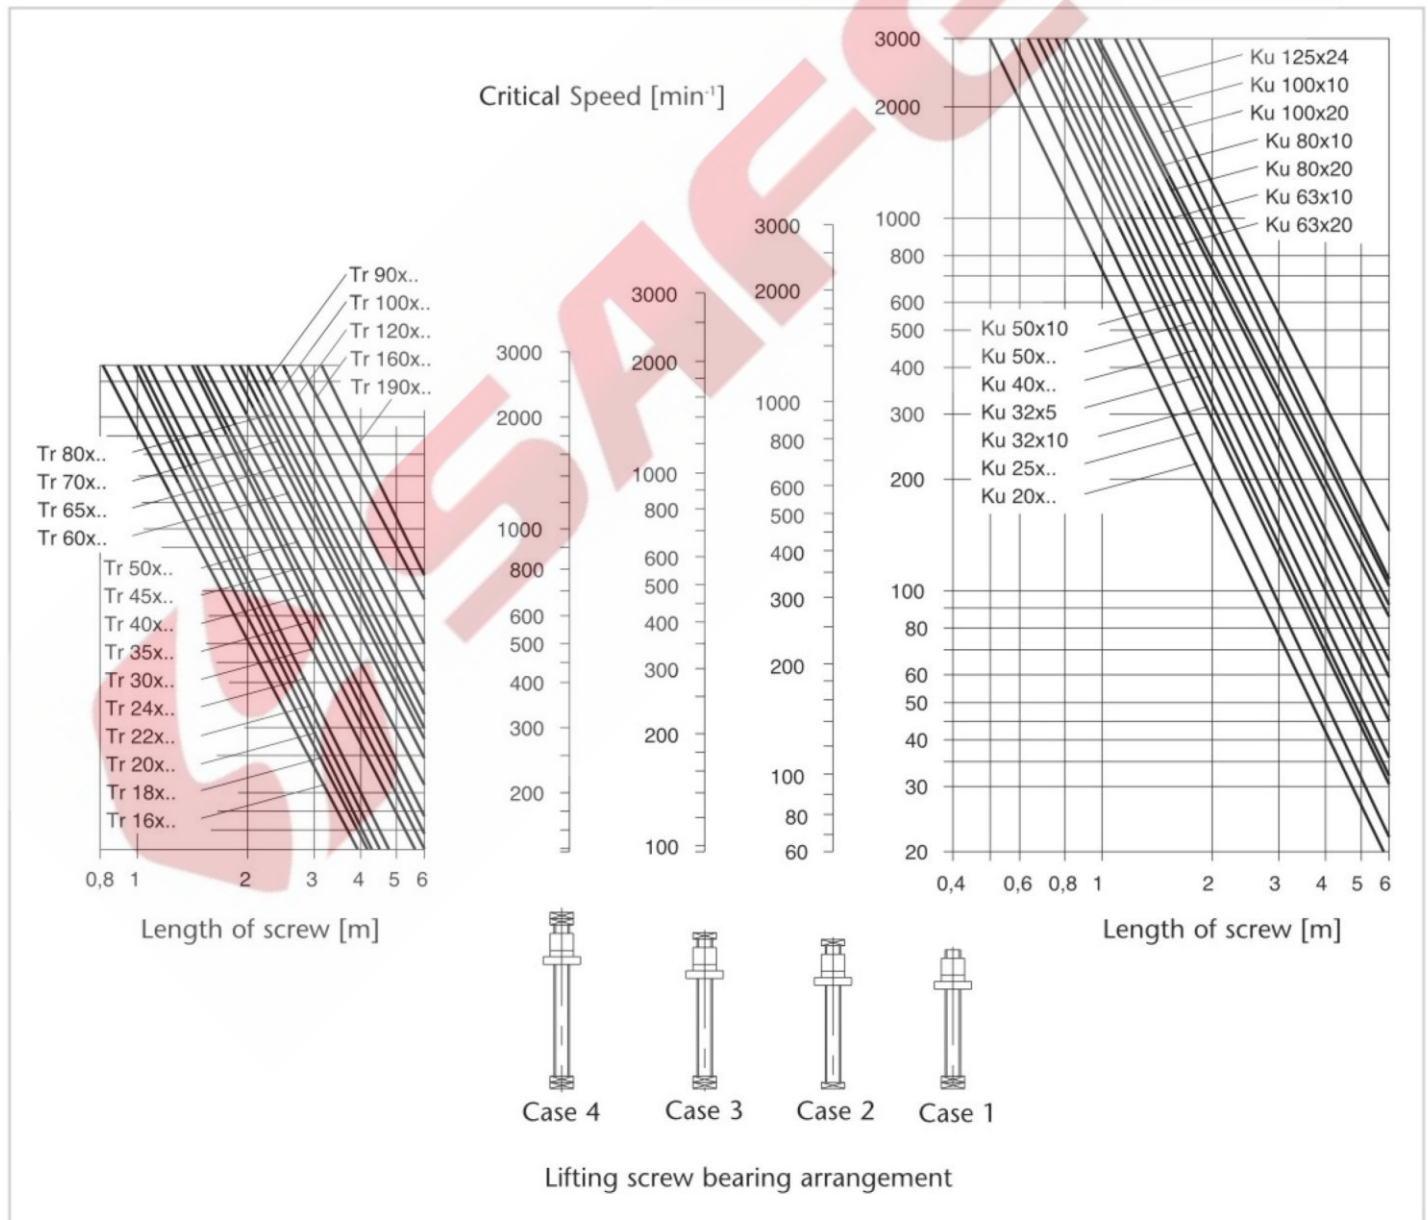 Critical Speed [min-1]
Tr 90x..
Tr 100x..
Tr 120x..
Tr 160x..
Tr 190x..
Tr 80x..
Tr 70x..
Tr 65x..
Tr 60x..
Tr 50x..
Tr 45x..
Tr 40x..
Tr 35x..
Tr 30x..
Tr 24x..
Tr 22x..
Tr 20x..
Tr 18x..
Tr 16x..
0,8 1 2 3 4 5 6
Length of screw [m]
3000
2000
1000
800
600
500
400
300
200
3000
2000
1000
800
600
500
400
300
200
100
3000
2000
1000
800
600
500
400
300
200
100
80
60
3000
2000
1000
800
600
500
400
300
200
100
80
60
50
40
30
20
Ku 125x24
Ku 100x10
Ku 100x20
Ku 80x10
Ku 80x20
Ku 63x10
Ku 63x20
Ku 50x10
Ku 50x..
Ku 40x..
Ku 32x5
Ku 32x10
Ku 25x..
Ku 20x..
0,4 0,6 0,8 1 2 3 4 5 6
Length of screw [m]
Case 4 Case 3 Case 2 Case 1
Lifting screw bearing arrangement